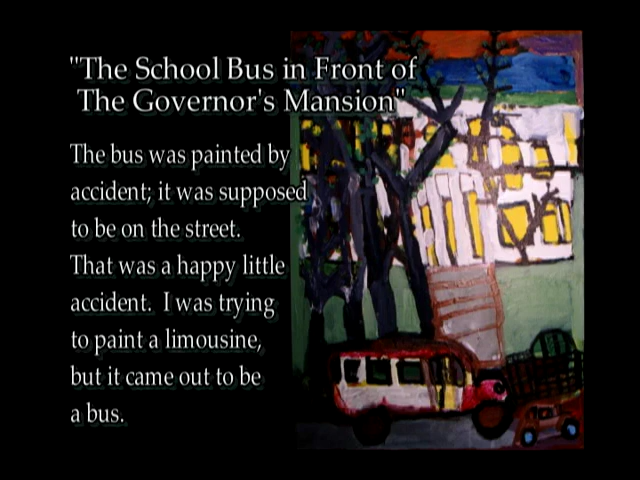 "The School Bus in Front of
The Governor's Mansion"
The bus was painted by
accident; it was supposed
to be on the street.
That was a happy little
accident.  I was trying
to paint a limousine,
but it came out to be
a bus.